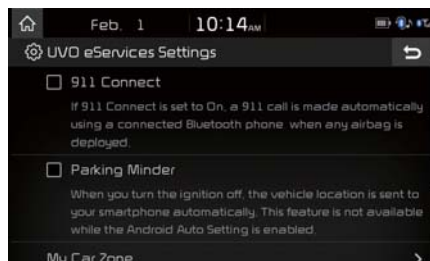 Feb. 1 10:14AM
UVO eServices Settings
911 Connect
If 911 Connect is set to On, a 911 call is made automatically
using a connected Bluetooth phone when any airbag is
deployed.
Parking Minder
When you turn the ignition off, the vehicle location is sent to
your smartphone automatically. This feature is not available
while the Android Auto Setting is enabled.
My Car Zone